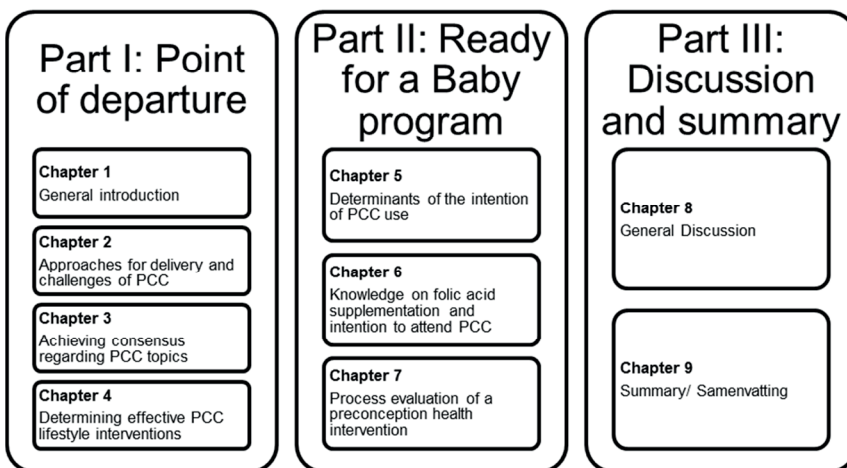 Part I: Point
of departure
Chapter 1
General introduction
Chapter 2
Approaches for delivery and
challenges of PCC
Chapter 3
Achieving consensus
regarding PCC topics
Chapter 4
Determining effective PCC
lifestyle interventions
Part II: Ready
for a Baby
program
Chapter 5
Determinants of the intention
of PCC use
Chapter 6
Knowledge on folic acid
supplementation and
intention to attend PCC
Chapter 7
Process evaluation of a
preconception health
intervention
Part III:
Discussion
and summary
Chapter 8
General Discussion
Chapter 9
Summary/ Samenvatting